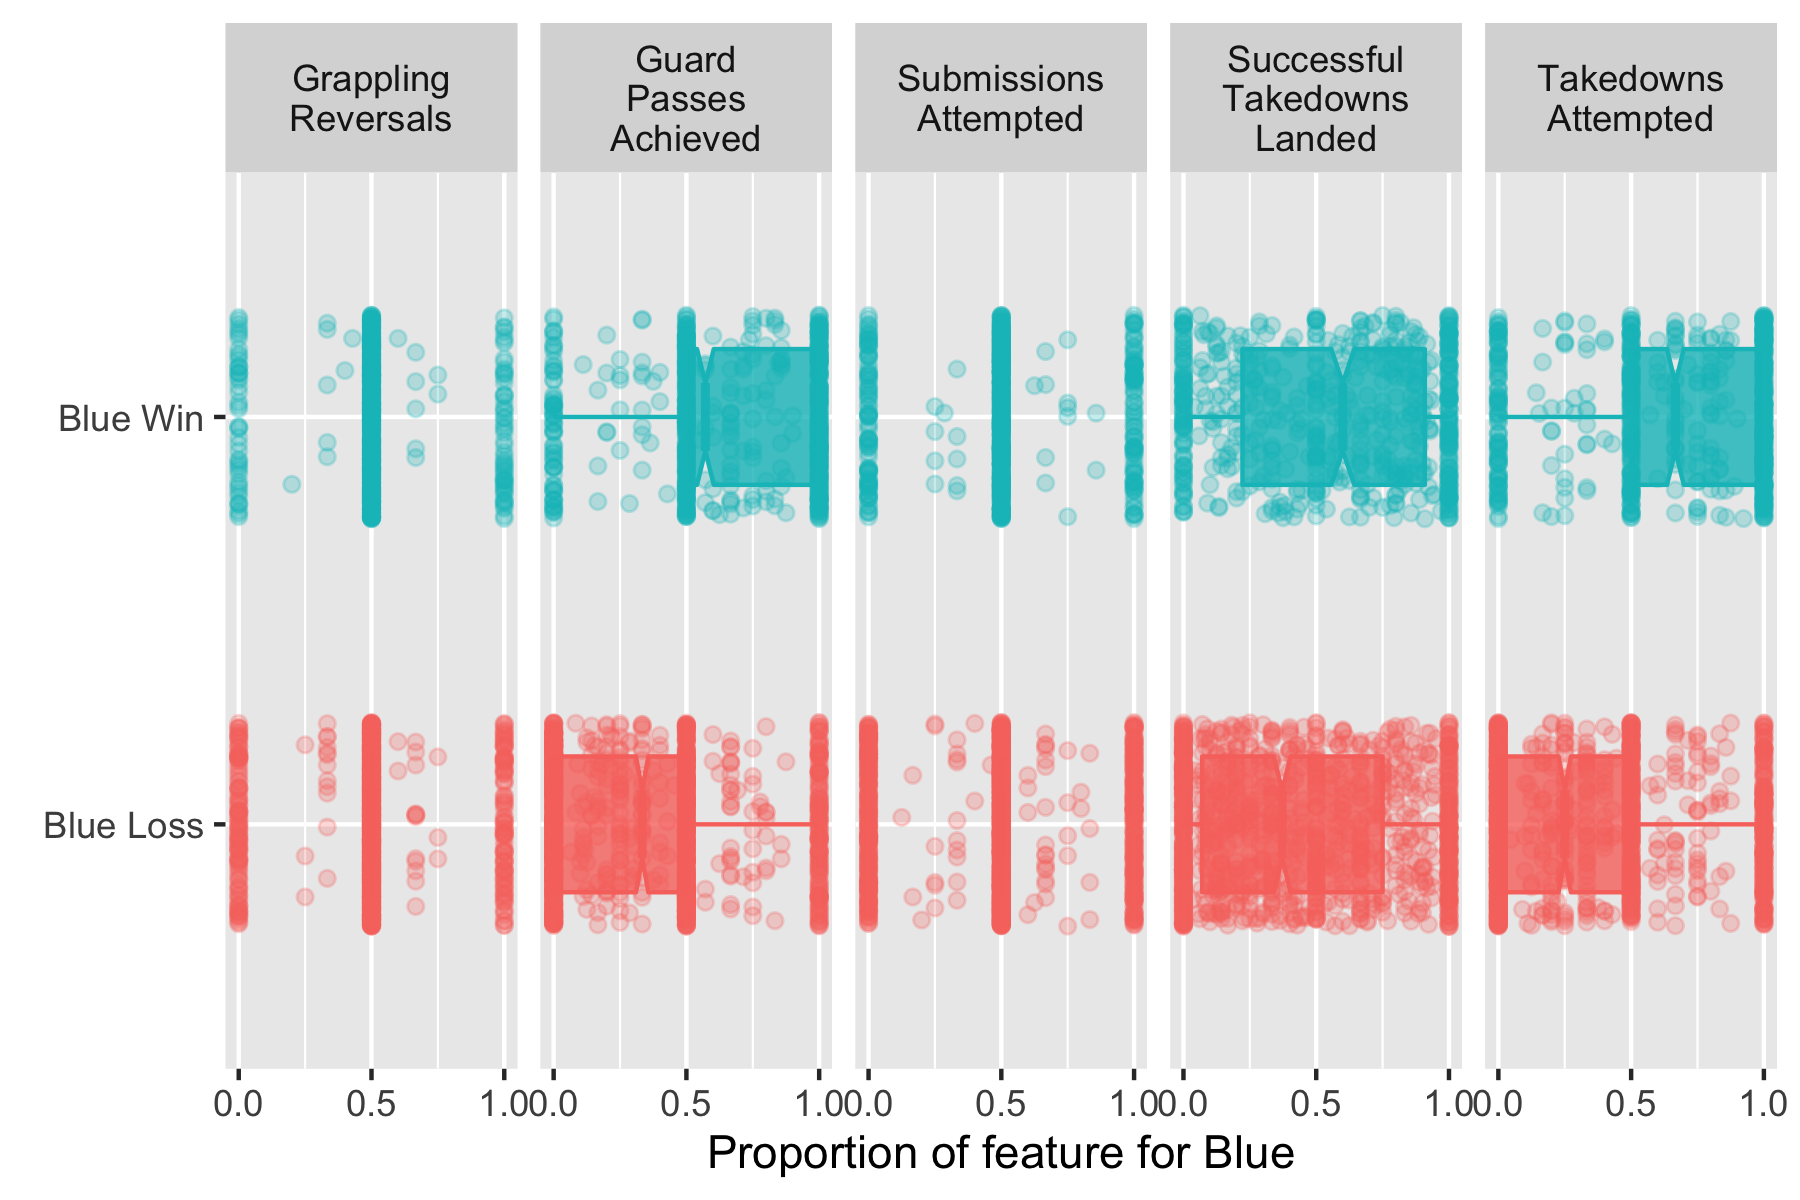 Grappling
Reversals
Guard
Passes
Achieved
Submissions
Attempted
Successful
Takedowns
Landed
Takedowns
Attempted
Blue Win
Blue Loss
0.0 0.5 1.0 0.0 0.5 1.0 0.0 0.5 1.0 0.0 0.5 1.0 0.0 0.5 1.0
Proportion of feature for Blue